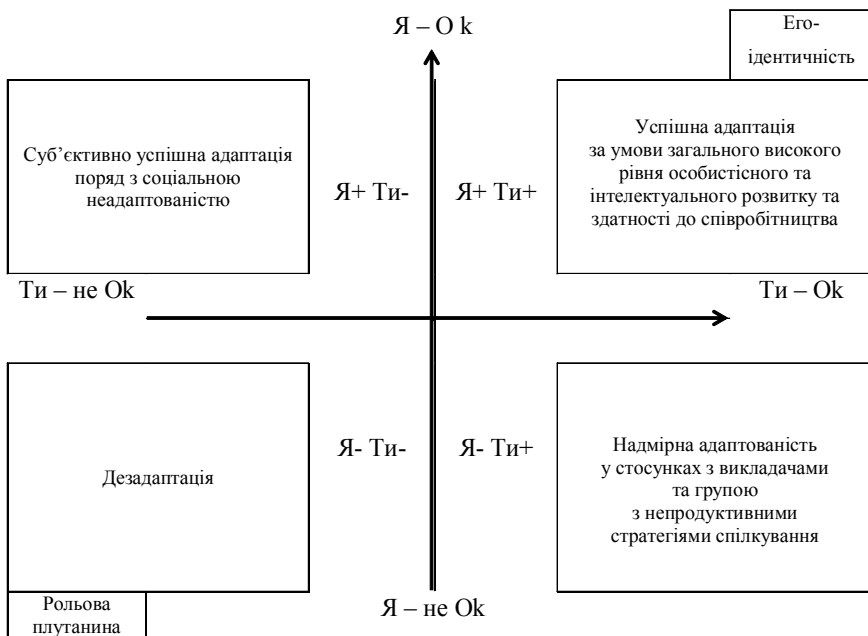 Я – O k
Его-
ідентичність
Суб’єктивно успішна адаптація
поряд з соціальною
неадаптованістю
Я+ Ти-
Я+ Ти+
Успішна адаптація
за умови загального високого
рівня особистісного та
інтелектуального розвитку та
здатності до співробітництва
Ти – не Ok
Ти – Ok
Дезадаптація
Я- Ти-
Я- Ти+
Надмірна адаптованість
у стосунках з викладачами
та групою
з непродуктивними
стратегіями спілкування
Рольова
плутанина
Я – не Ok